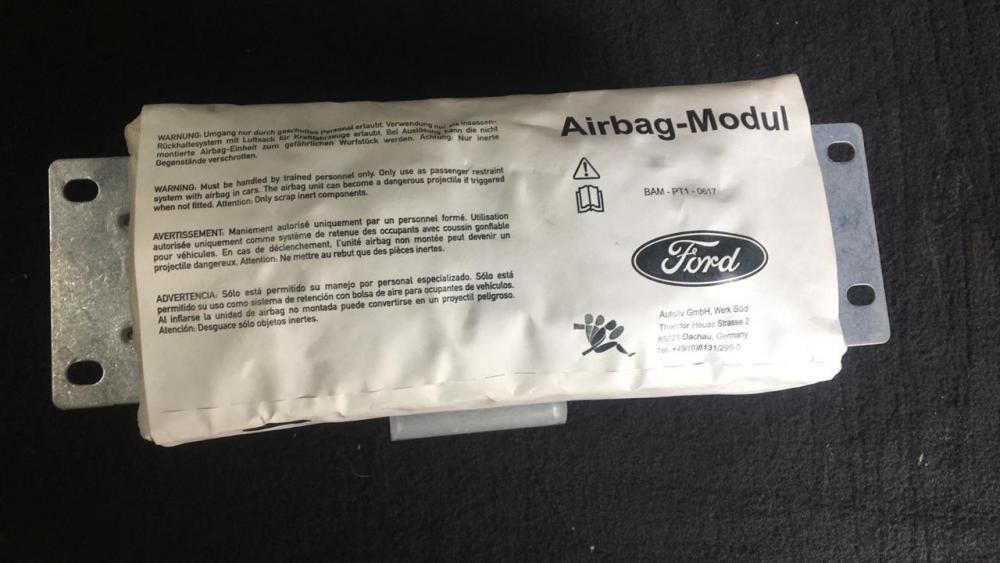 WARNUNG: Umgang nur durch geschultes Personal erlaubt. Verwendung nur als Insassen-
Rückhaltesystem mit Luftsack für Kraftfahrzeuge erlaubt. Bei Auslösung kann die nicht
montierte Airbag-Einheit zum gefährlichen Wurfstück werden. Achtung: Nur inerte
Gegenstände verschrotten.
WARNING: Must be handled by trained personnel only. Only use as passenger restraint
system with airbag in cars. The airbag unit can become a dangerous projectile if triggered
when not fitted. Attention: Only scrap inert components.
AVERTISSEMENT: Maniement autorisé uniquement par un personnel formé. Utilisation
autorisée uniquement comme système de retenue des occupants avec coussin gonflable
pour véhicules. En cas de déclenchement, l'unité airbag non montée peut devenir un
projectile dangereux. Attention: Ne mettre au rebut que des pièces inertes.
ADVERTENCIA: Sólo está permitido su manejo por personal especializado. Sólo está
permitido su uso como sistema de retención con bolsa de aire para ocupantes de vehículos.
Al inflarse la unidad de airbag no montada puede convertirse en un proyectil peligroso.
Atención: Desguace sólo objetos inertes.
Airbag-Modul
BAM - PT1 - 0617
Ford
Autoliv GmbH, Werk Süd
Theodor Heuss Strasse 2
85221 Dachau, Germany
Tel. +49/(0)8131/295-0